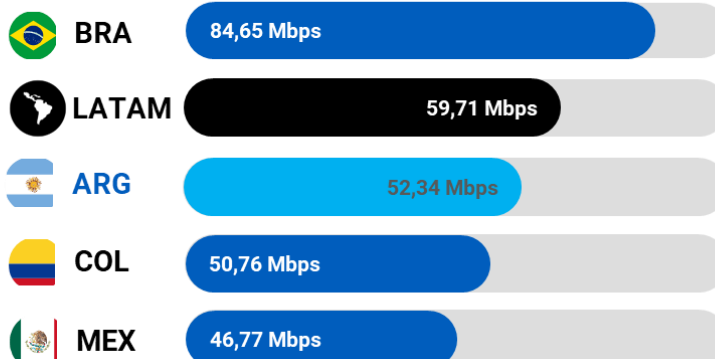 BRA 84,65 Mbps
LATAM 59,71 Mbps
ARG 52,34 Mbps
COL 50,76 Mbps
MEX 46,77 Mbps